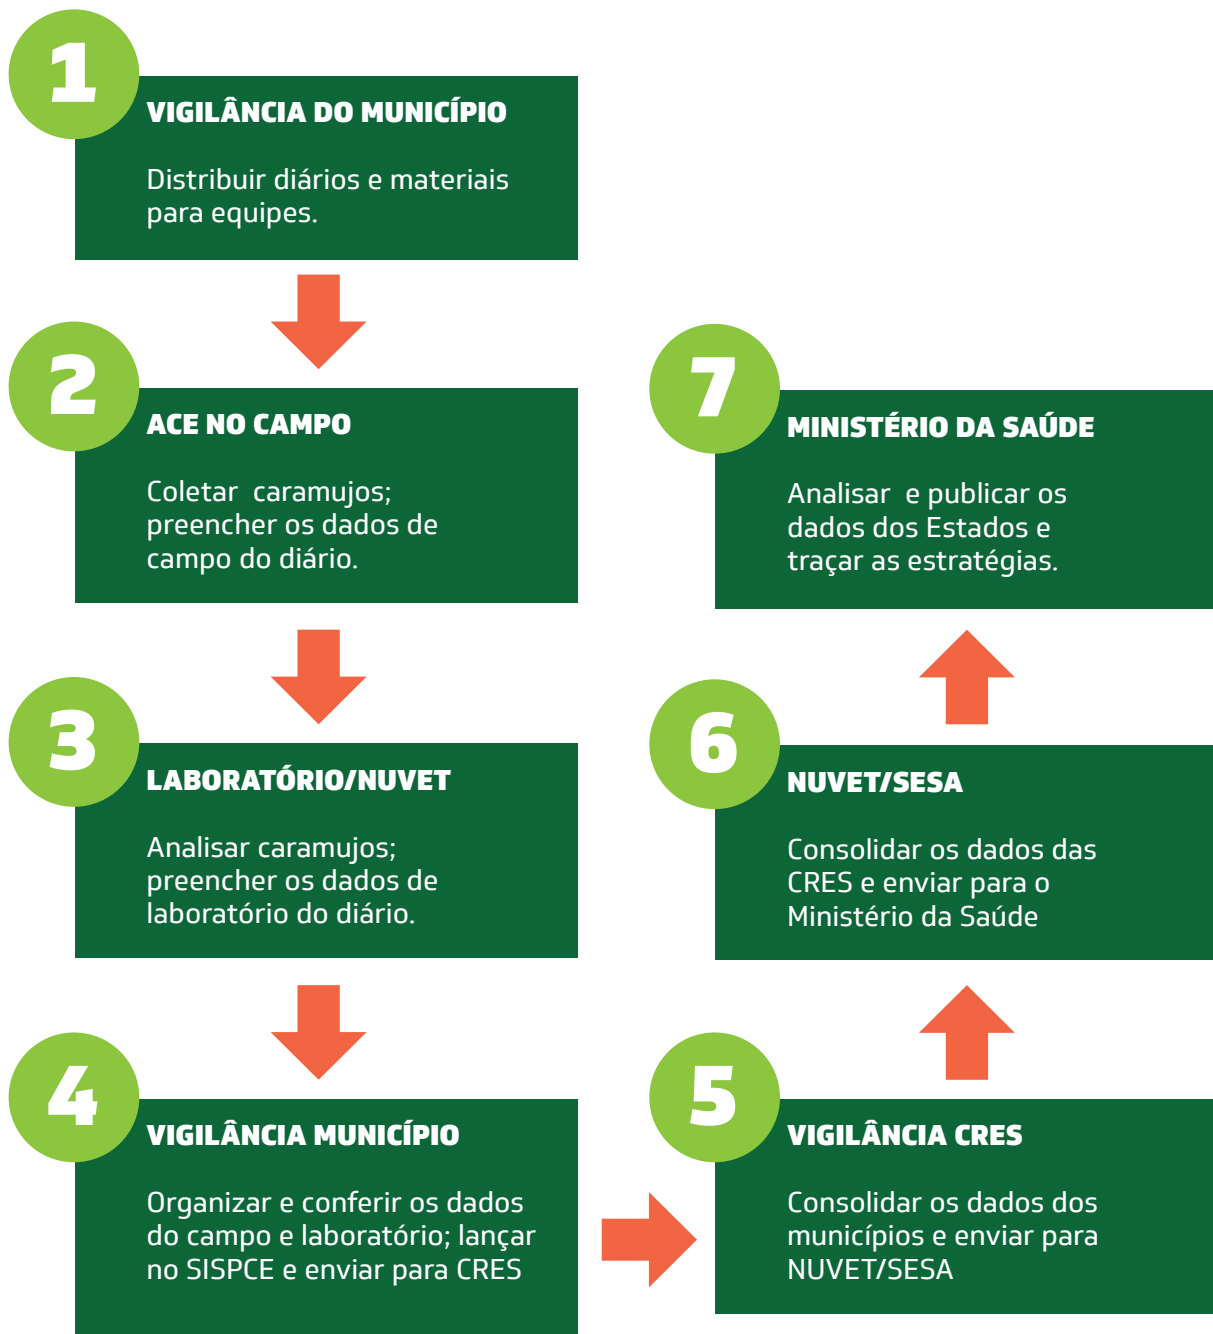 1
VIGILÂNCIA DO MUNICÍPIO
Distribuir diários e materiais
para equipes.
2
ACE NO CAMPO
Coletar caramujos;
preencher os dados de
campo do diário.
3
LABORATÓRIO/NUVET
Analisar caramujos;
preencher os dados de
laboratório do diário.
4
VIGILÂNCIA MUNICÍPIO
Organizar e conferir os dados
do campo e laboratório; lançar
no SISPCE e enviar para CRES
5
VIGILÂNCIA CRES
Consolidar os dados dos
municípios e enviar para
NUVET/SESA
6
NUVET/SESA
Consolidar os dados das
CRES e enviar para o
Ministério da Saúde
7
MINISTÉRIO DA SAÚDE
Analisar e publicar os
dados dos Estados e
traçar as estratégias.